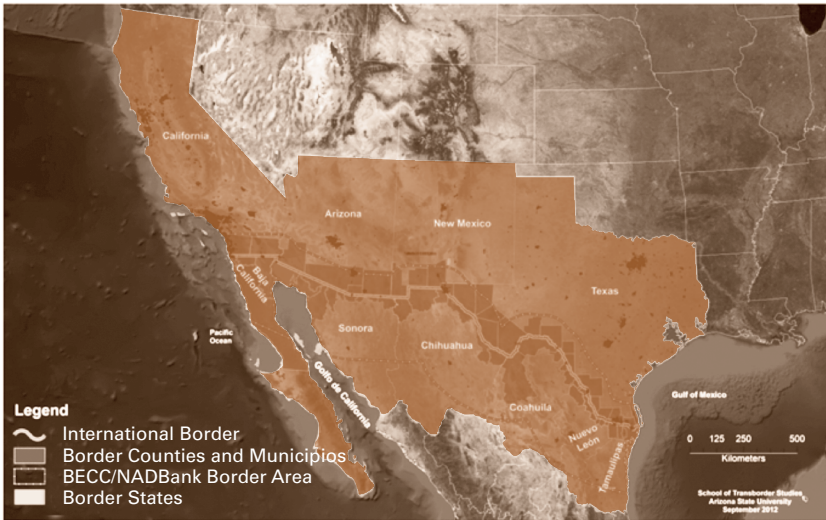 California
Arizona
New Mexico
Texas
Baja
California
Sonora
Chihuahua
Coahuila
Nuevo
León
Tamaulipas
Pacific
Ocean
Golfo de California
Gulf of Mexico
Legend
International Border
Border Counties and Municipios
BECC/NADBank Border Area
Border States
0 125 250 500
Kilometers
School of Transborder Studies
Arizona State University
September 2012